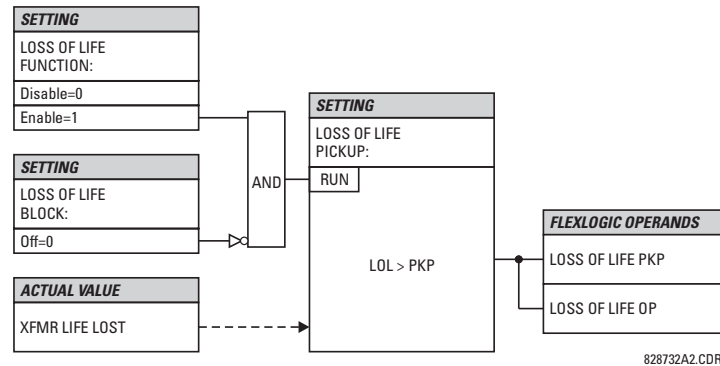 SETTING
LOSS OF LIFE
FUNCTION:
Disable=0
Enable=1
SETTING
LOSS OF LIFE
BLOCK:
Off=0
ACTUAL VALUE
XFMR LIFE LOST
AND
SETTING
LOSS OF LIFE
PICKUP:
RUN
LOL > PKP
FLEXLOGIC OPERANDS
LOSS OF LIFE PKP
LOSS OF LIFE OP
828732A2.CDR